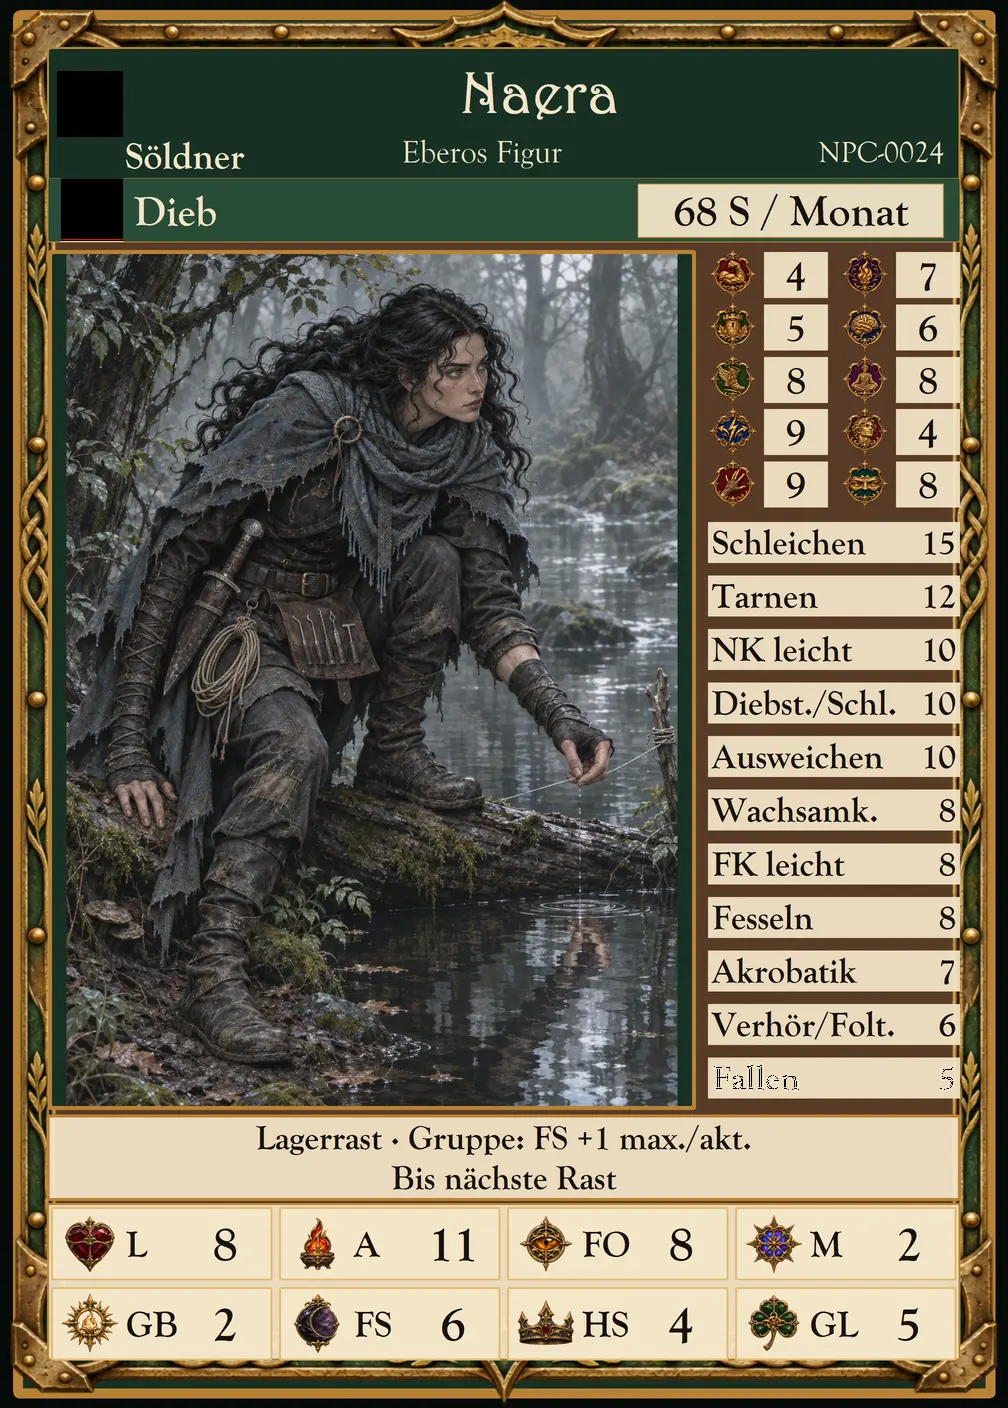 Naera
Söldner
Eberos Figur
NPC-0024
Dieb
68 S / Monat
4 7
5 6
8 8
9 4
9 8
Schleichen 15
Tarnen 12
NK leicht 10
Diebst./Schl. 10
Ausweichen 10
Wachsamk. 8
FK leicht 8
Fesseln 8
Akrobatik 7
Verhör/Folt. 6
Fallen 5
Lagerrast · Gruppe: FS +1 max./akt.
Bis nächste Rast
L 8 A 11 FO 8 M 2
GB 2 FS 6 HS 4 GL 5